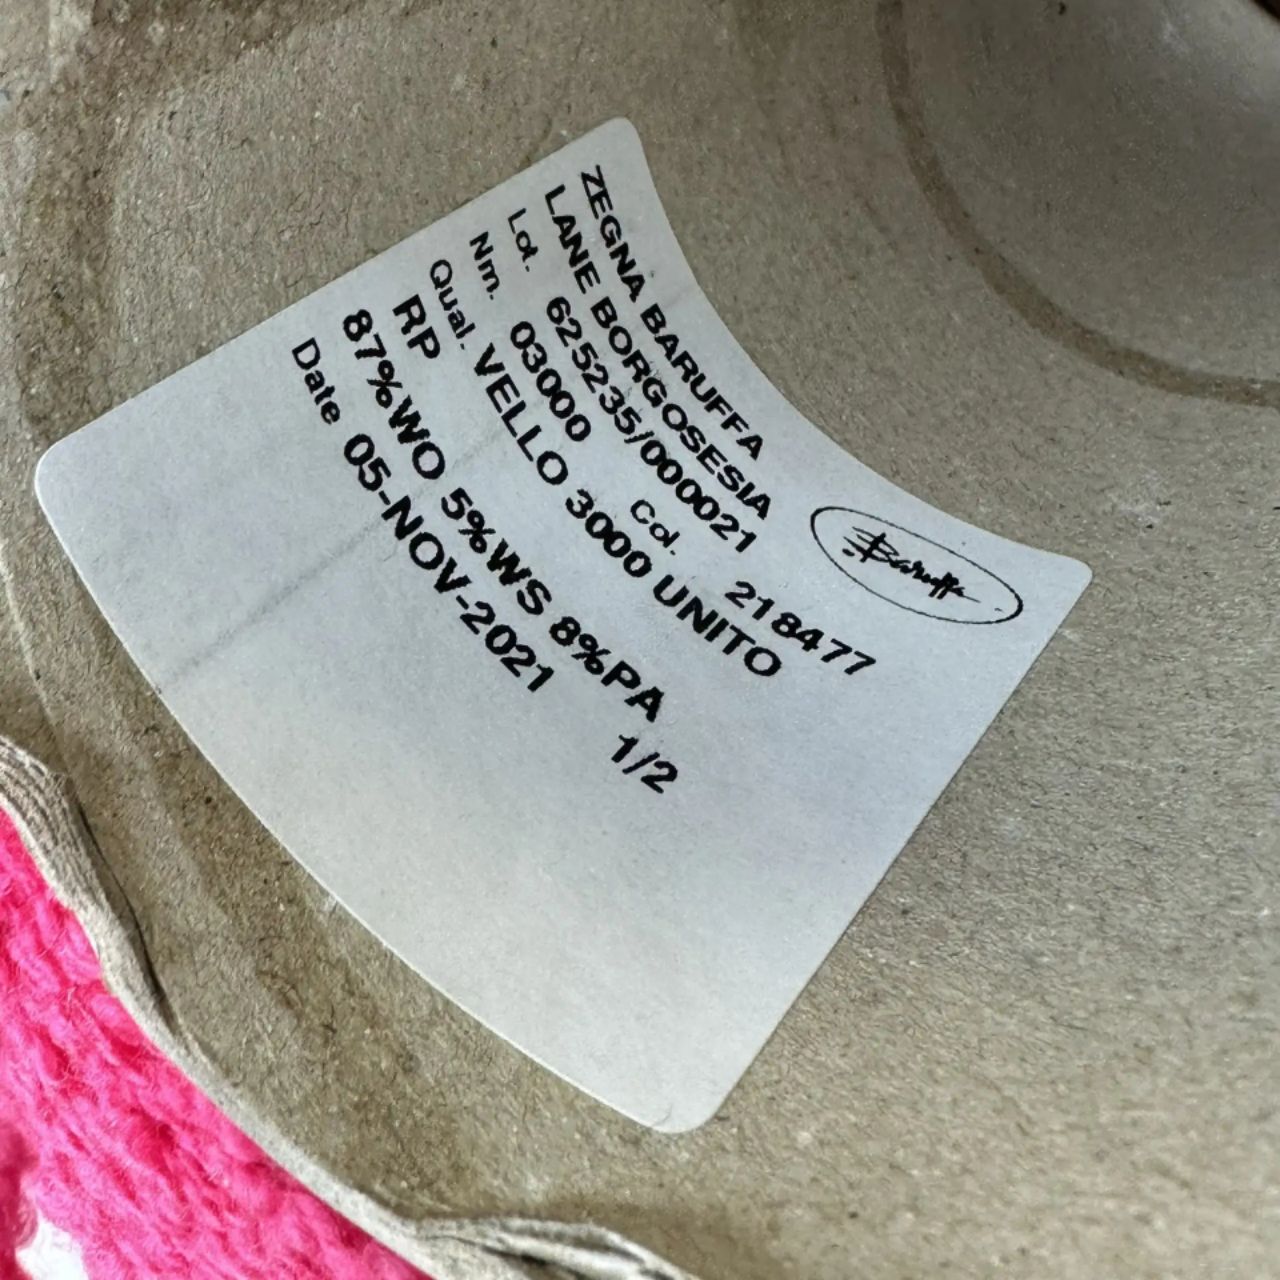 ZEGNA BARUFFA
LANE BORGOSESIA
Lot. 625235/000021
Nm. 03000 Col. 218477
Qual. VELLO 3000 UNITO
RP
87%WO 5%WS 8%PA
Date 05-NOV-2021 1/2
Baruffa